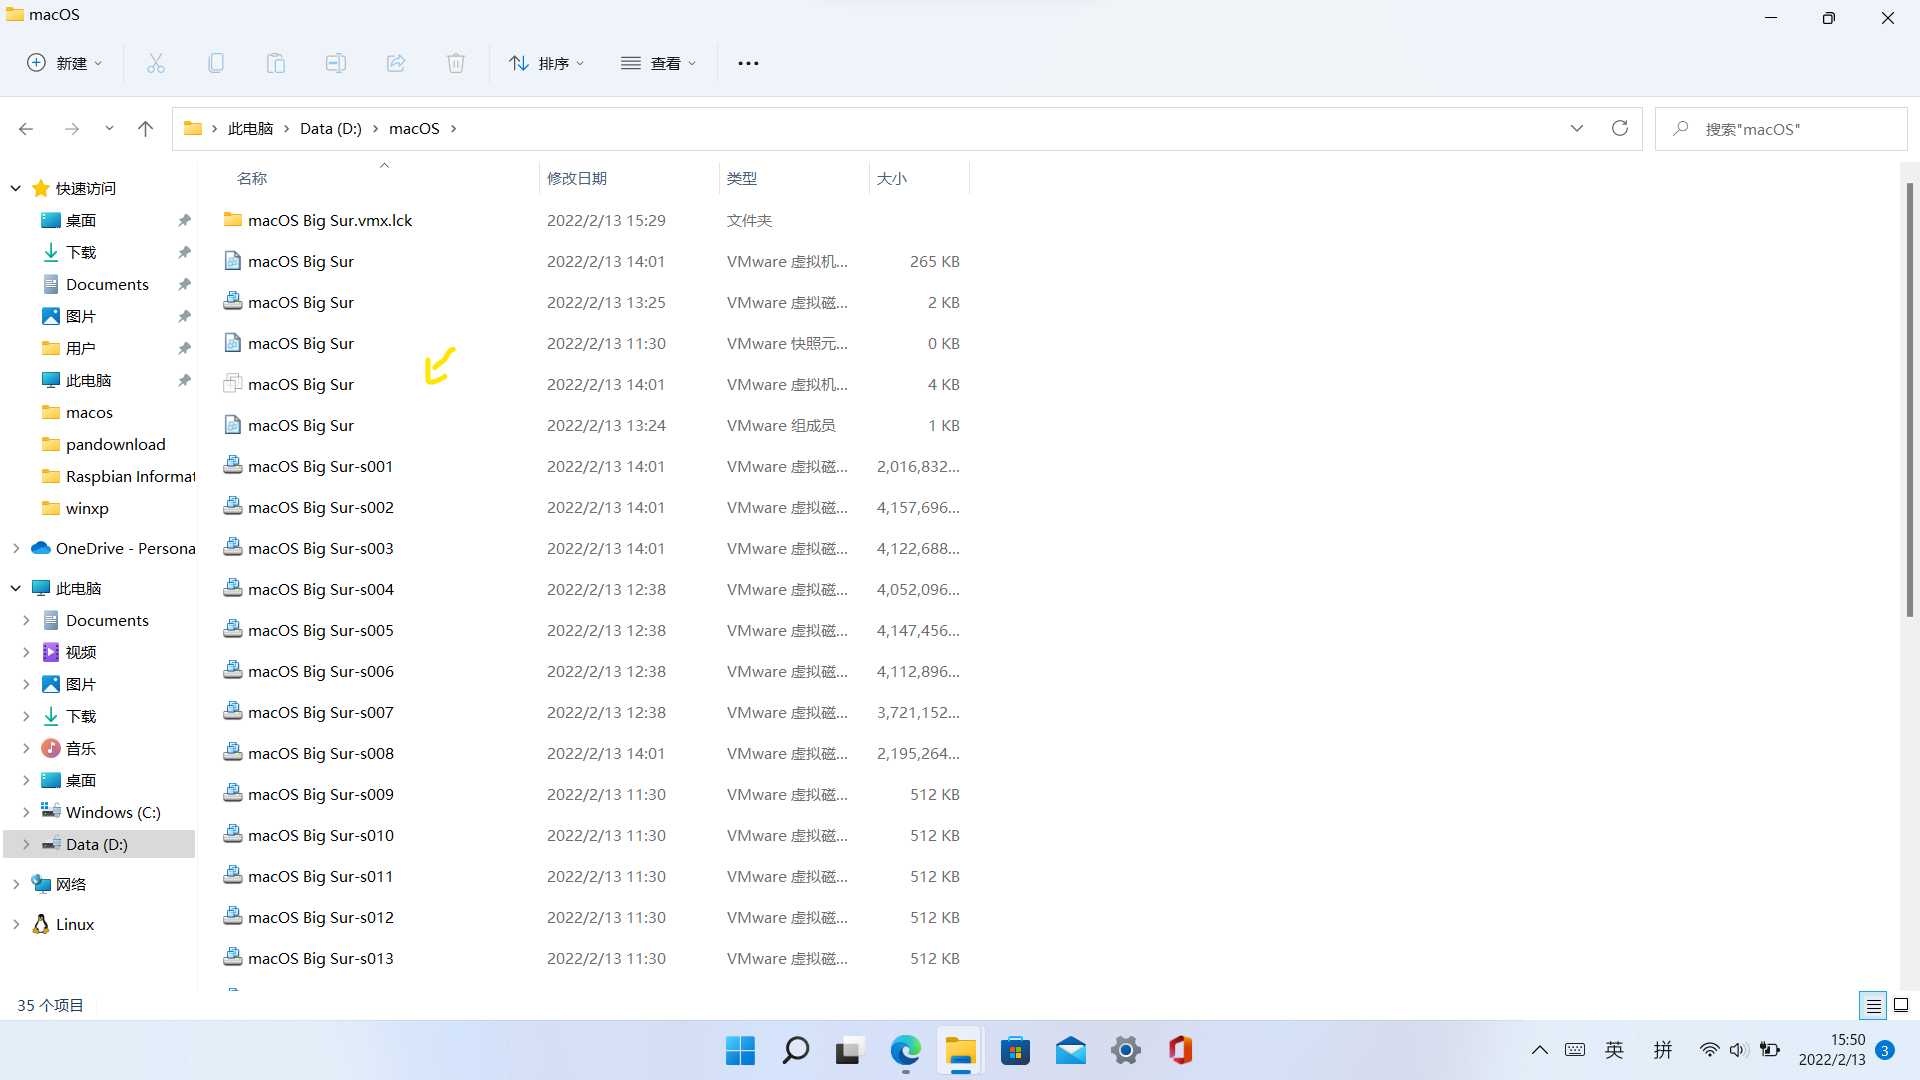 macOS
新建
排序
查看
此电脑
Data (D:)
macOS
搜索"macOS"
快速访问
桌面
下载
Documents
图片
用户
此电脑
macos
pandownload
Raspbian Informat
winxp
OneDrive - Persona
此电脑
Documents
视频
图片
下载
音乐
桌面
Windows (C:)
Data (D:)
网络
Linux
名称 修改日期 类型 大小
macOS Big Sur.vmx.lck 2022/2/13 15:29 文件夹
macOS Big Sur 2022/2/13 14:01 VMware 虚拟机... 265 KB
macOS Big Sur 2022/2/13 13:25 VMware 虚拟磁... 2 KB
macOS Big Sur 2022/2/13 11:30 VMware 快照元... 0 KB
macOS Big Sur 2022/2/13 14:01 VMware 虚拟机... 4 KB
macOS Big Sur 2022/2/13 13:24 VMware 组成员 1 KB
macOS Big Sur-s001 2022/2/13 14:01 VMware 虚拟磁... 2,016,832...
macOS Big Sur-s002 2022/2/13 14:01 VMware 虚拟磁... 4,157,696...
macOS Big Sur-s003 2022/2/13 14:01 VMware 虚拟磁... 4,122,688...
macOS Big Sur-s004 2022/2/13 12:38 VMware 虚拟磁... 4,052,096...
macOS Big Sur-s005 2022/2/13 12:38 VMware 虚拟磁... 4,147,456...
macOS Big Sur-s006 2022/2/13 12:38 VMware 虚拟磁... 4,112,896...
macOS Big Sur-s007 2022/2/13 12:38 VMware 虚拟磁... 3,721,152...
macOS Big Sur-s008 2022/2/13 14:01 VMware 虚拟磁... 2,195,264...
macOS Big Sur-s009 2022/2/13 11:30 VMware 虚拟磁... 512 KB
macOS Big Sur-s010 2022/2/13 11:30 VMware 虚拟磁... 512 KB
macOS Big Sur-s011 2022/2/13 11:30 VMware 虚拟磁... 512 KB
macOS Big Sur-s012 2022/2/13 11:30 VMware 虚拟磁... 512 KB
macOS Big Sur-s013 2022/2/13 11:30 VMware 虚拟磁... 512 KB
35 个项目
英
拼
15:50
2022/2/13
3